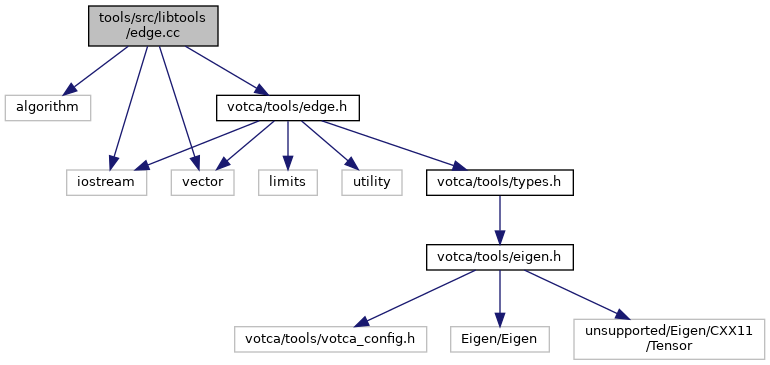 tools/src/libtools
/edge.cc
algorithm
votca/tools/edge.h
iostream
vector
limits
utility
votca/tools/types.h
votca/tools/eigen.h
votca/tools/votca_config.h
Eigen/Eigen
unsupported/Eigen/CXX11
/Tensor